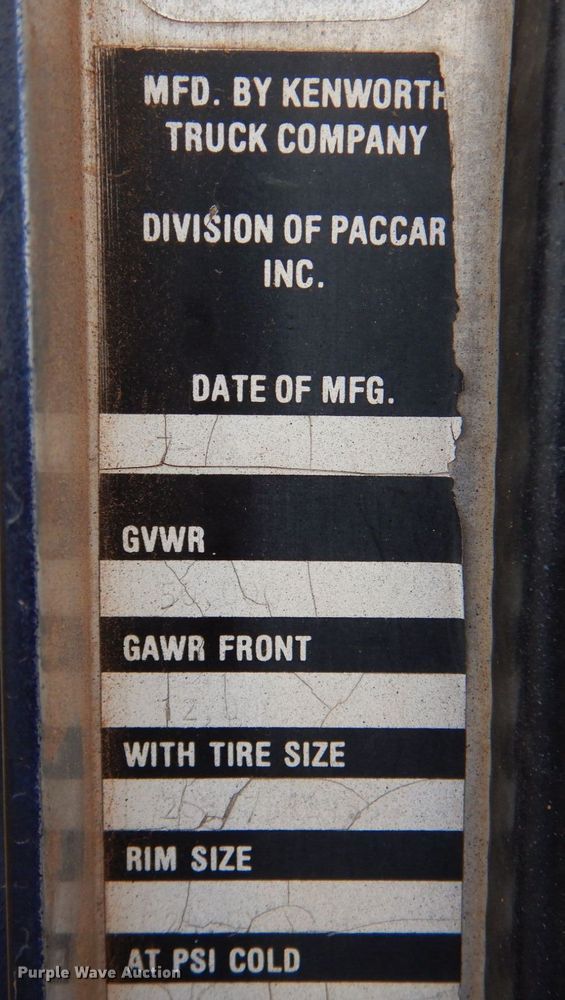 MFD. BY KENWORTH
TRUCK COMPANY
DIVISION OF PACCAR
INC.
DATE OF MFG.
GVWR
GAWR FRONT
WITH TIRE SIZE
RIM SIZE
AT PSI COLD
Purple Wave Auction